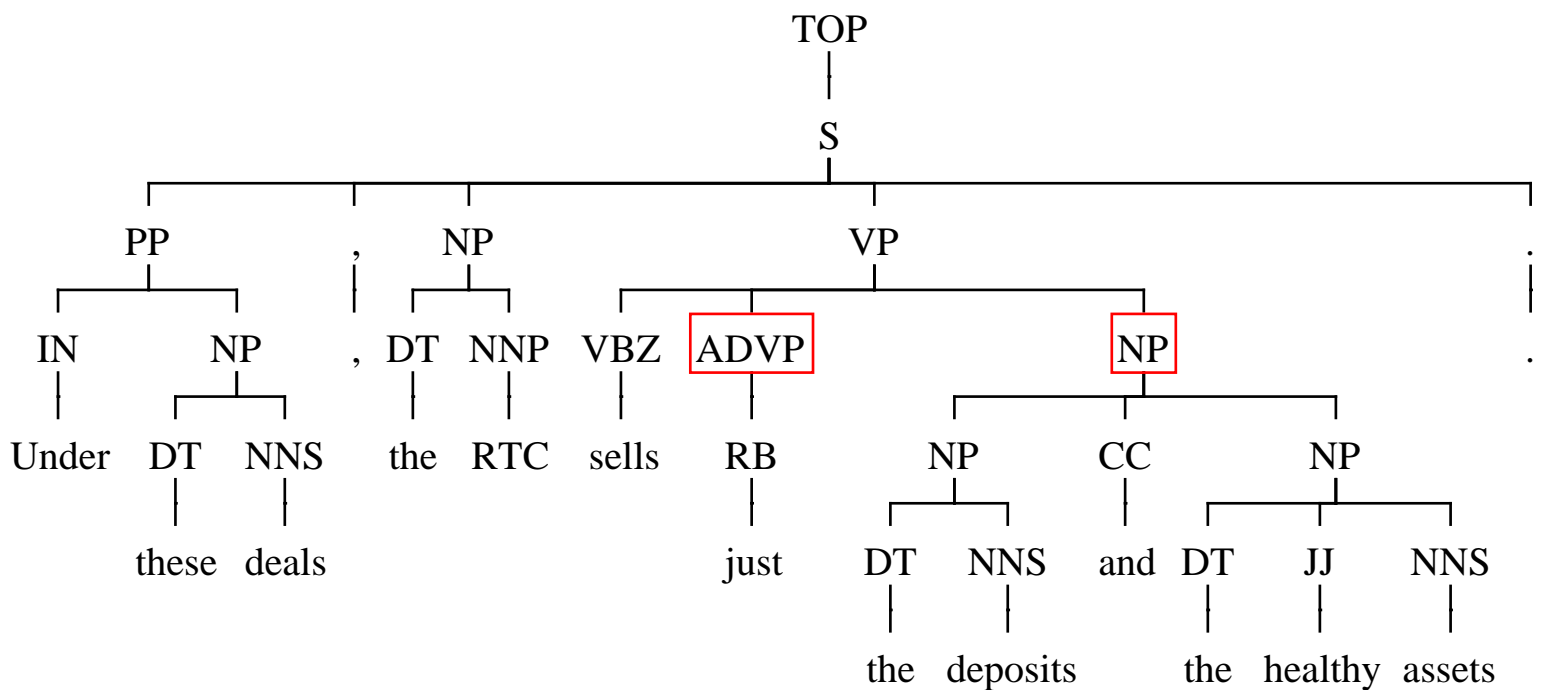 TOP
S
PP , NP VP .
IN NP , DT NNP VBZ ADVP NP .
Under DT NNS the RTC sells RB NP CC NP
these deals just DT NNS and DT JJ NNS
the deposits the healthy assets